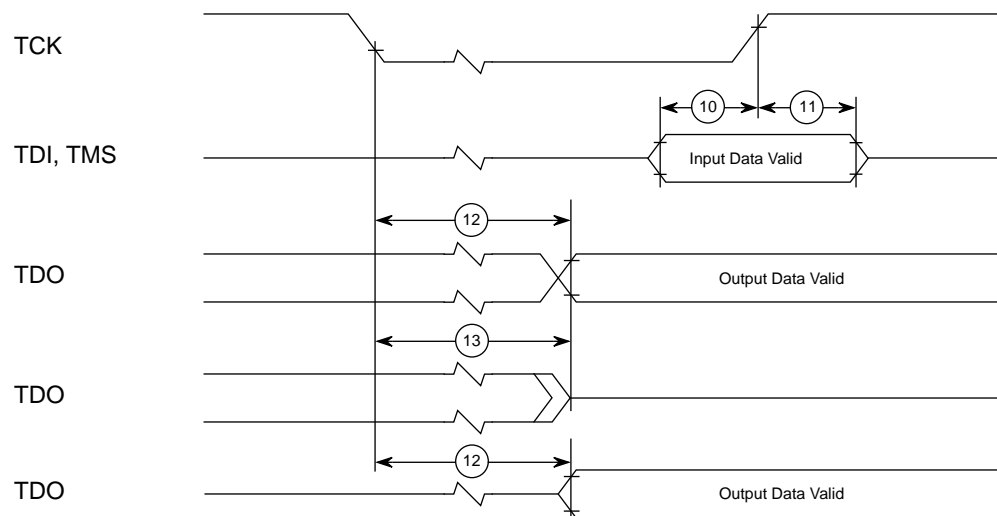 TCK
10
11
TDI, TMS
Input Data Valid
12
TDO
Output Data Valid
13
TDO
12
TDO
Output Data Valid